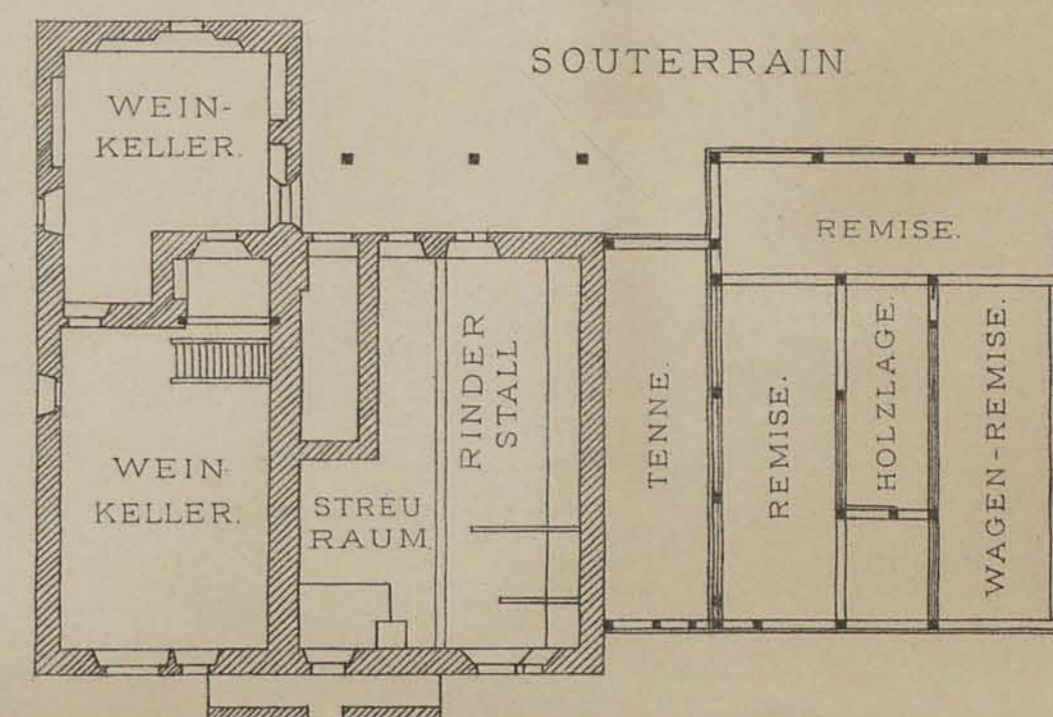 SOUTERRAIN
WEIN-
KELLER.
REMISE.
WEIN-
KELLER.
STREU
RAUM.
RINDER
STALL
TENNE.
REMISE.
HOLZLAGE.
WAGEN-REMISE.